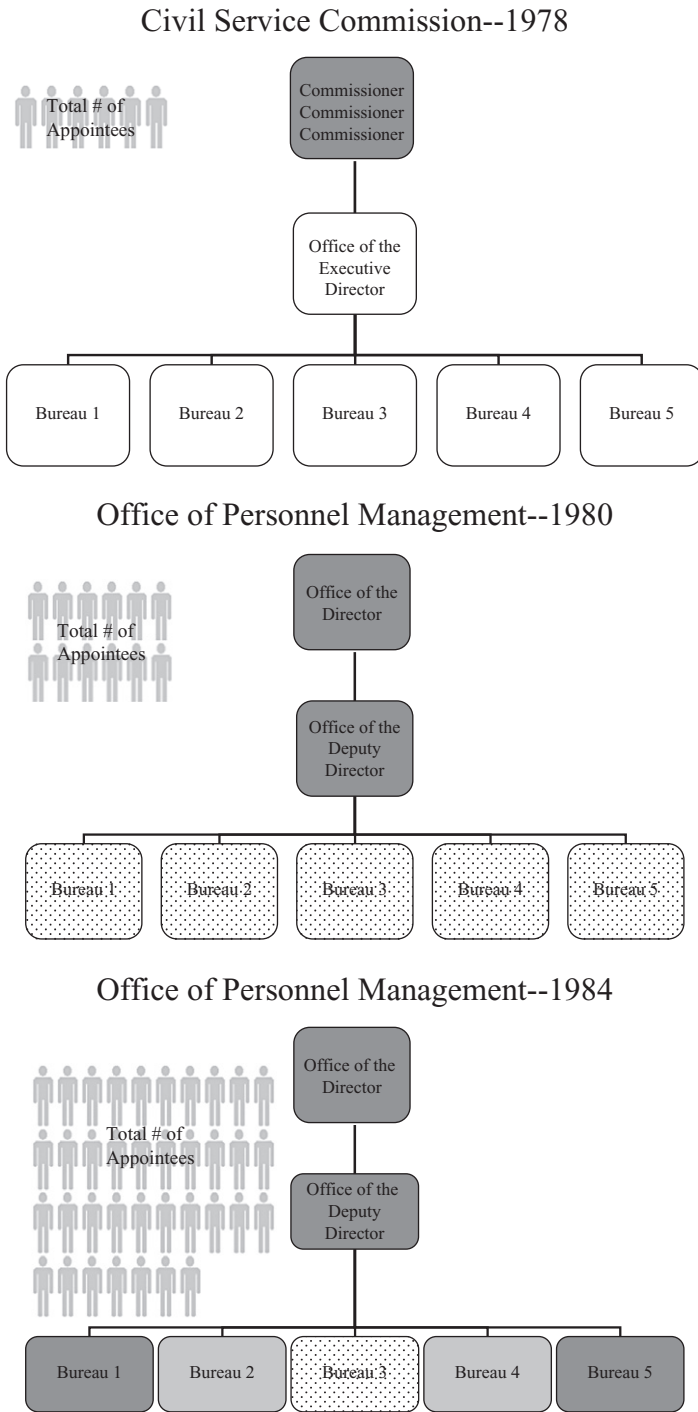 Civil Service Commission--1978
Total # of
Appointees
Commissioner
Commissioner
Commissioner
Office of the
Executive
Director
Bureau 1
Bureau 2
Bureau 3
Bureau 4
Bureau 5
Office of Personnel Management--1980
Total # of
Appointees
Office of the
Director
Office of the
Deputy
Director
Bureau 1
Bureau 2
Bureau 3
Bureau 4
Bureau 5
Office of Personnel Management--1984
Total # of
Appointees
Office of the
Director
Office of the
Deputy
Director
Bureau 1
Bureau 2
Bureau 3
Bureau 4
Bureau 5